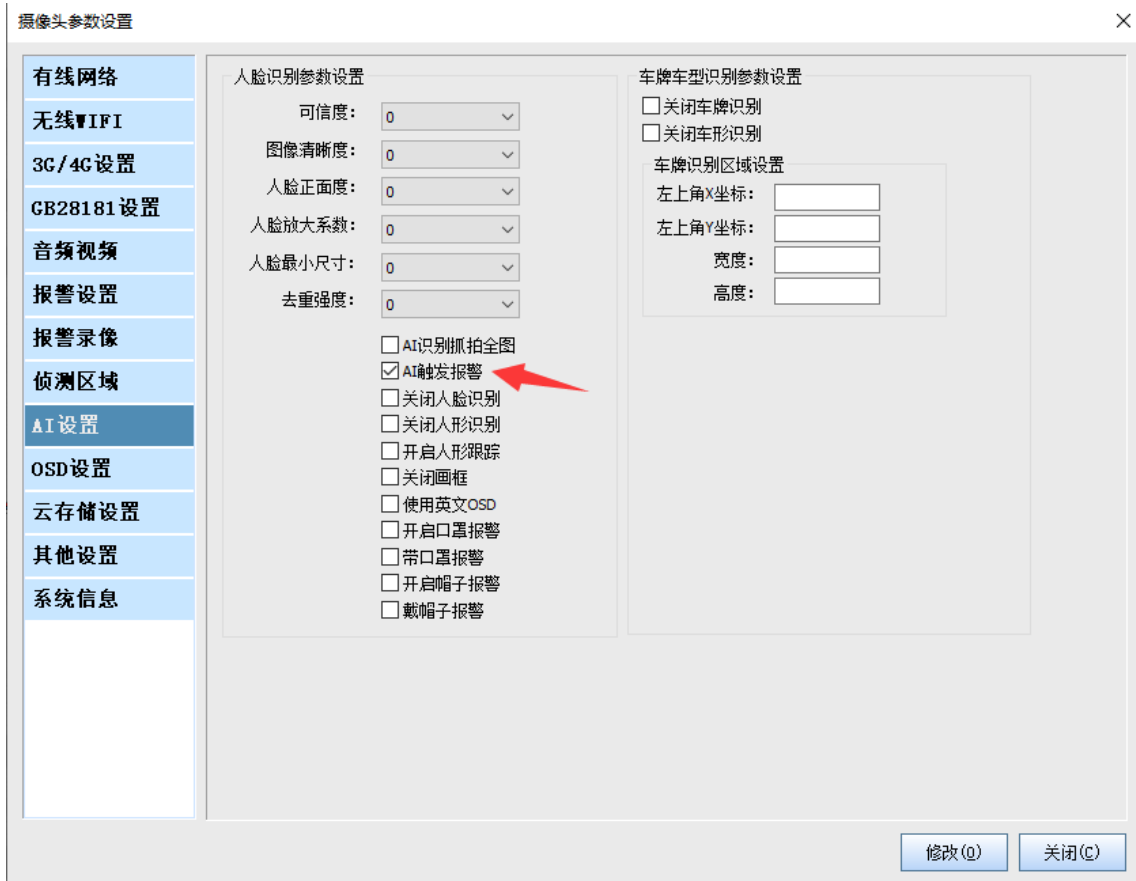 摄像头参数设置
有线网络
无线WIFI
3G/4G设置
GB28181设置
音频视频
报警设置
报警录像
侦测区域
AI设置
OSD设置
云存储设置
其他设置
系统信息
人脸识别参数设置
可信度: 0
图像清晰度: 0
人脸正面度: 0
人脸放大系数: 0
人脸最小尺寸: 0
去重强度: 0
AI识别抓拍全图
AI触发报警
关闭人脸识别
关闭人形识别
开启人形跟踪
关闭画框
使用英文OSD
开启口罩报警
带口罩报警
开启帽子报警
戴帽子报警
车牌车型识别参数设置
关闭车牌识别
关闭车形识别
车牌识别区域设置
左上角X坐标:
左上角Y坐标:
宽度:
高度:
修改(O)
关闭(C)